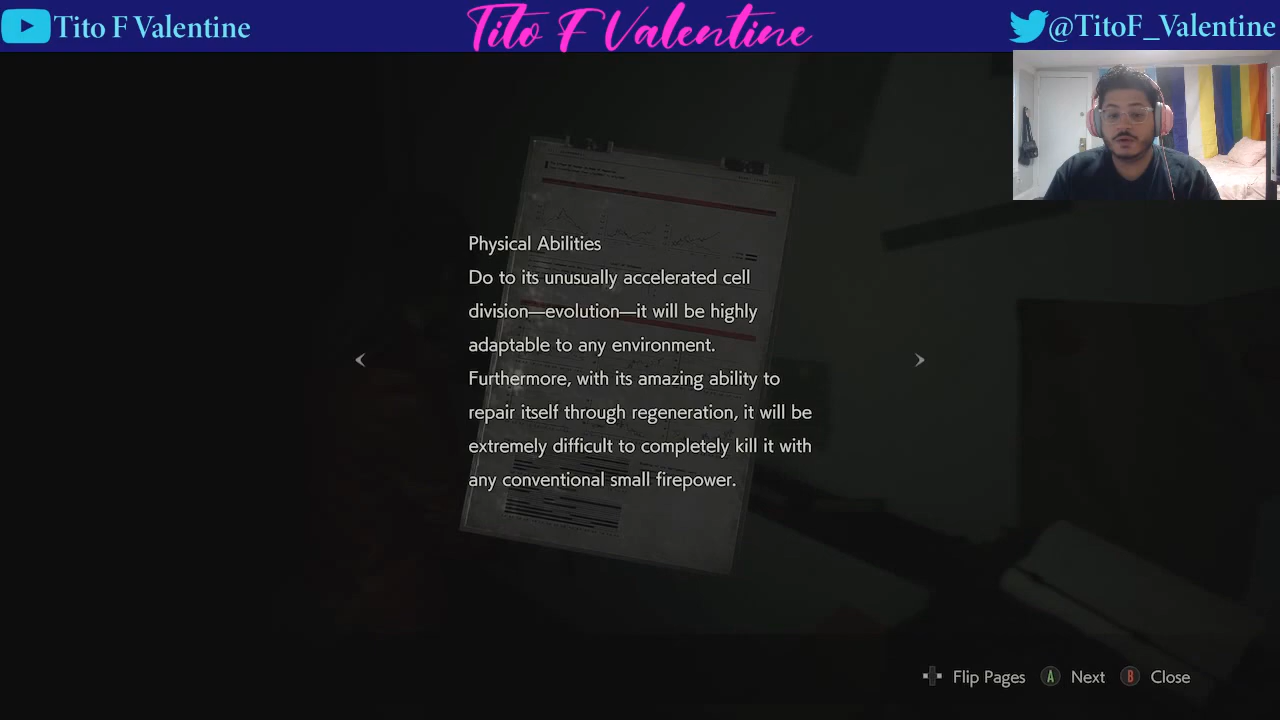 Tito F Valentine
Tito F Valentine
@TitoF_Valentine
Physical Abilities
Do to its unusually accelerated cell
division—evolution—it will be highly
adaptable to any environment.
Furthermore, with its amazing ability to
repair itself through regeneration, it will be
extremely difficult to completely kill it with
any conventional small firepower.
Flip Pages A Next B Close